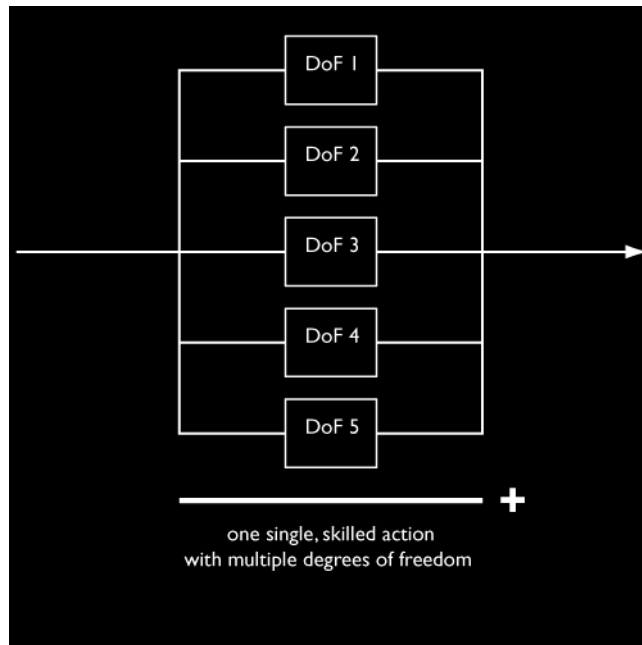 DoF 1
DoF 2
DoF 3
DoF 4
DoF 5
+
one single, skilled action
with multiple degrees of freedom